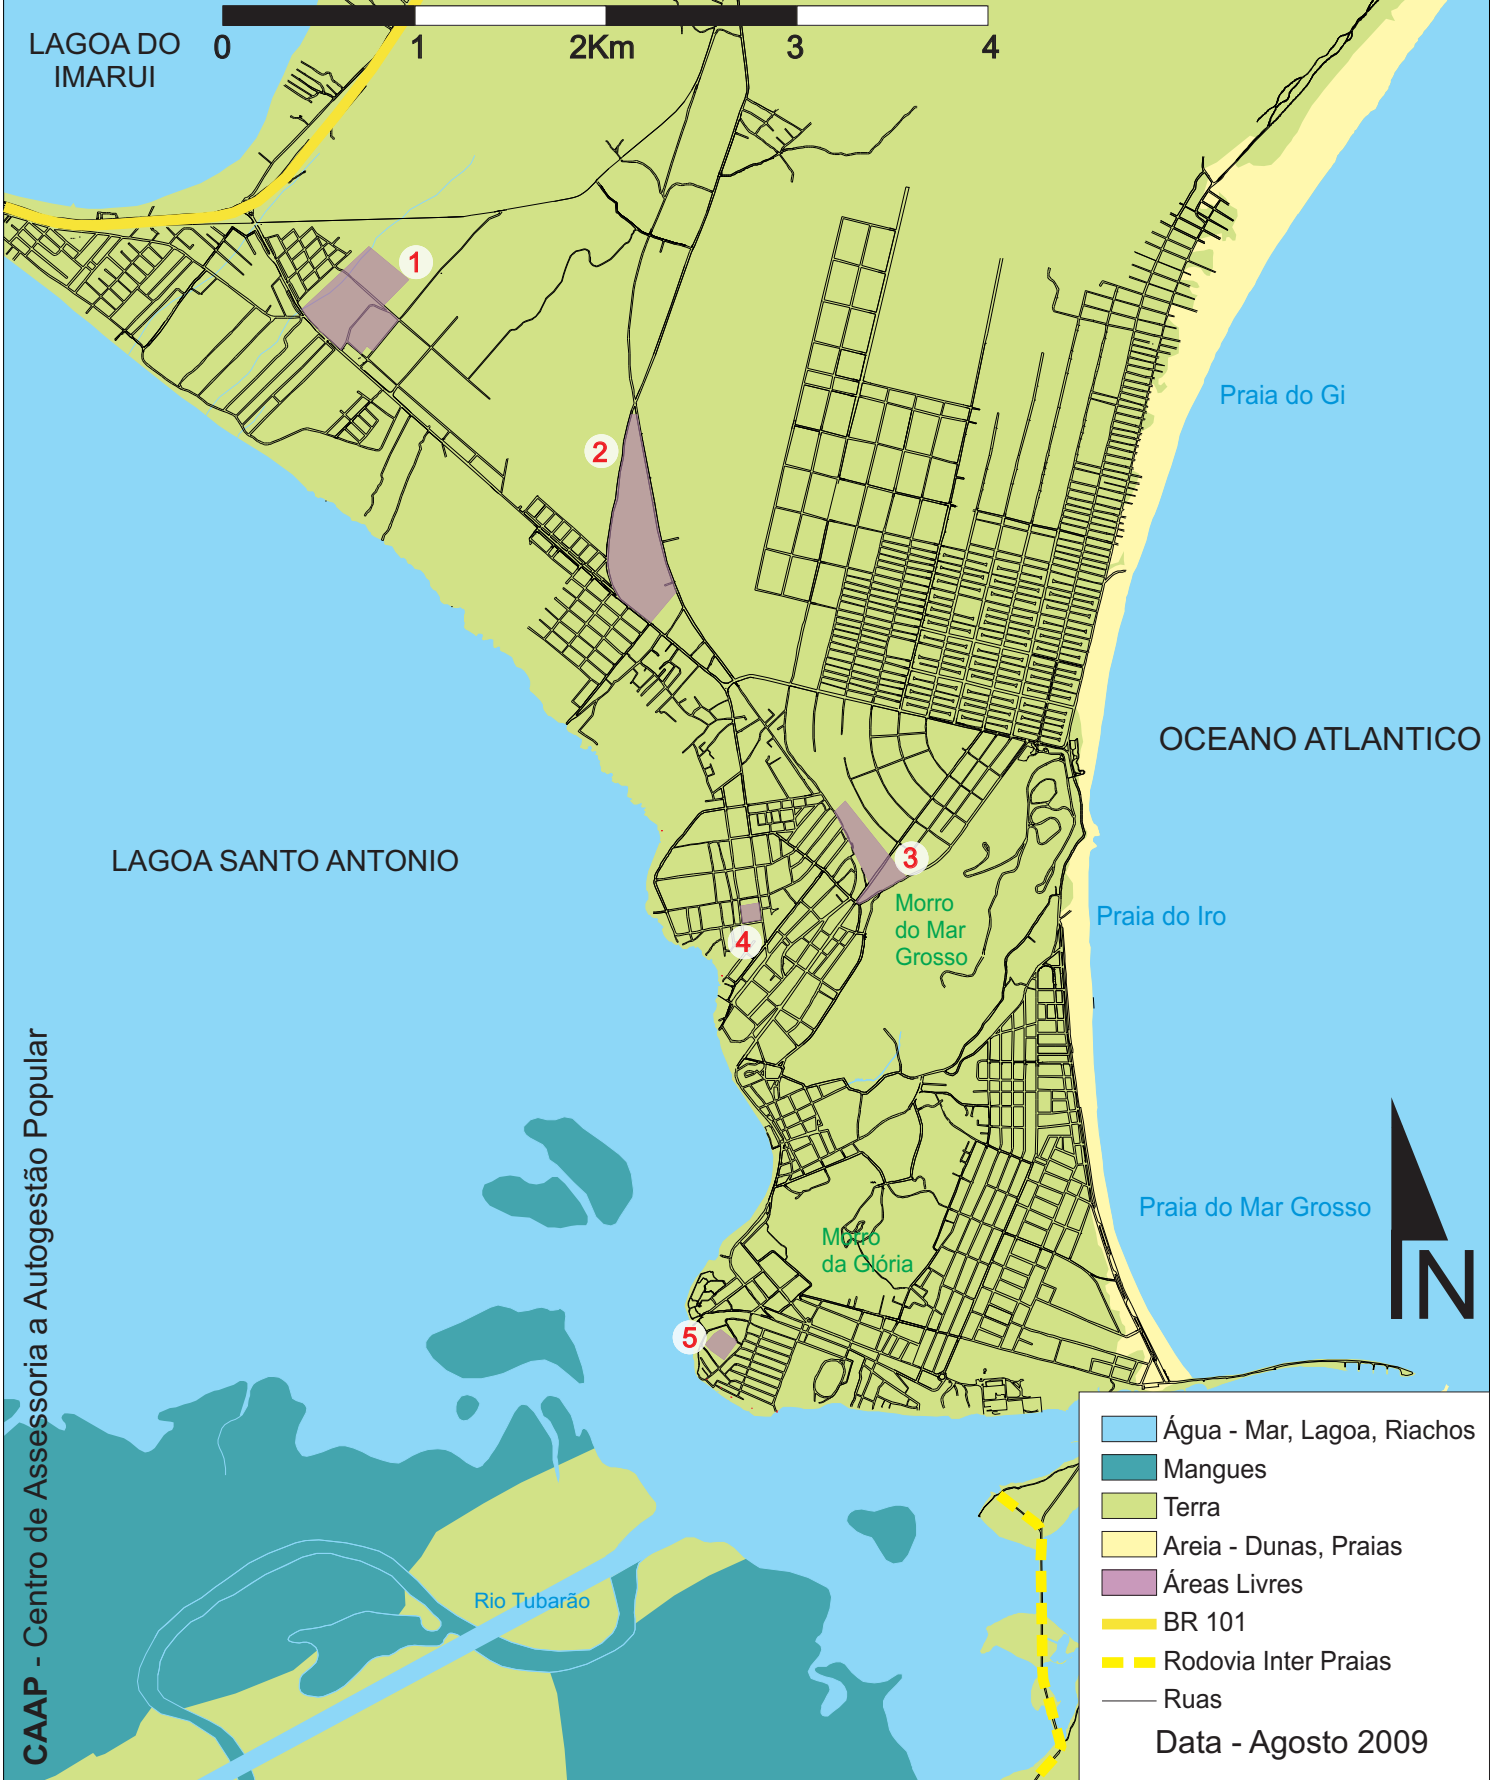 LAGOA DO
IMARUI
0 1 2Km 3 4
1
Praia do Gi
2
OCEANO ATLANTICO
LAGOA SANTO ANTONIO
3
Morro
do Mar
Grosso
Praia do Iro
4
Praia do Mar Grosso
Morro
da Glória
N
5
CAAP - Centro de Assessoria a Autogestão Popular
Rio Tubarão
Água - Mar, Lagoa, Riachos
Mangues
Terra
Areia - Dunas, Praias
Áreas Livres
BR 101
Rodovia Inter Praias
Ruas
Data - Agosto 2009